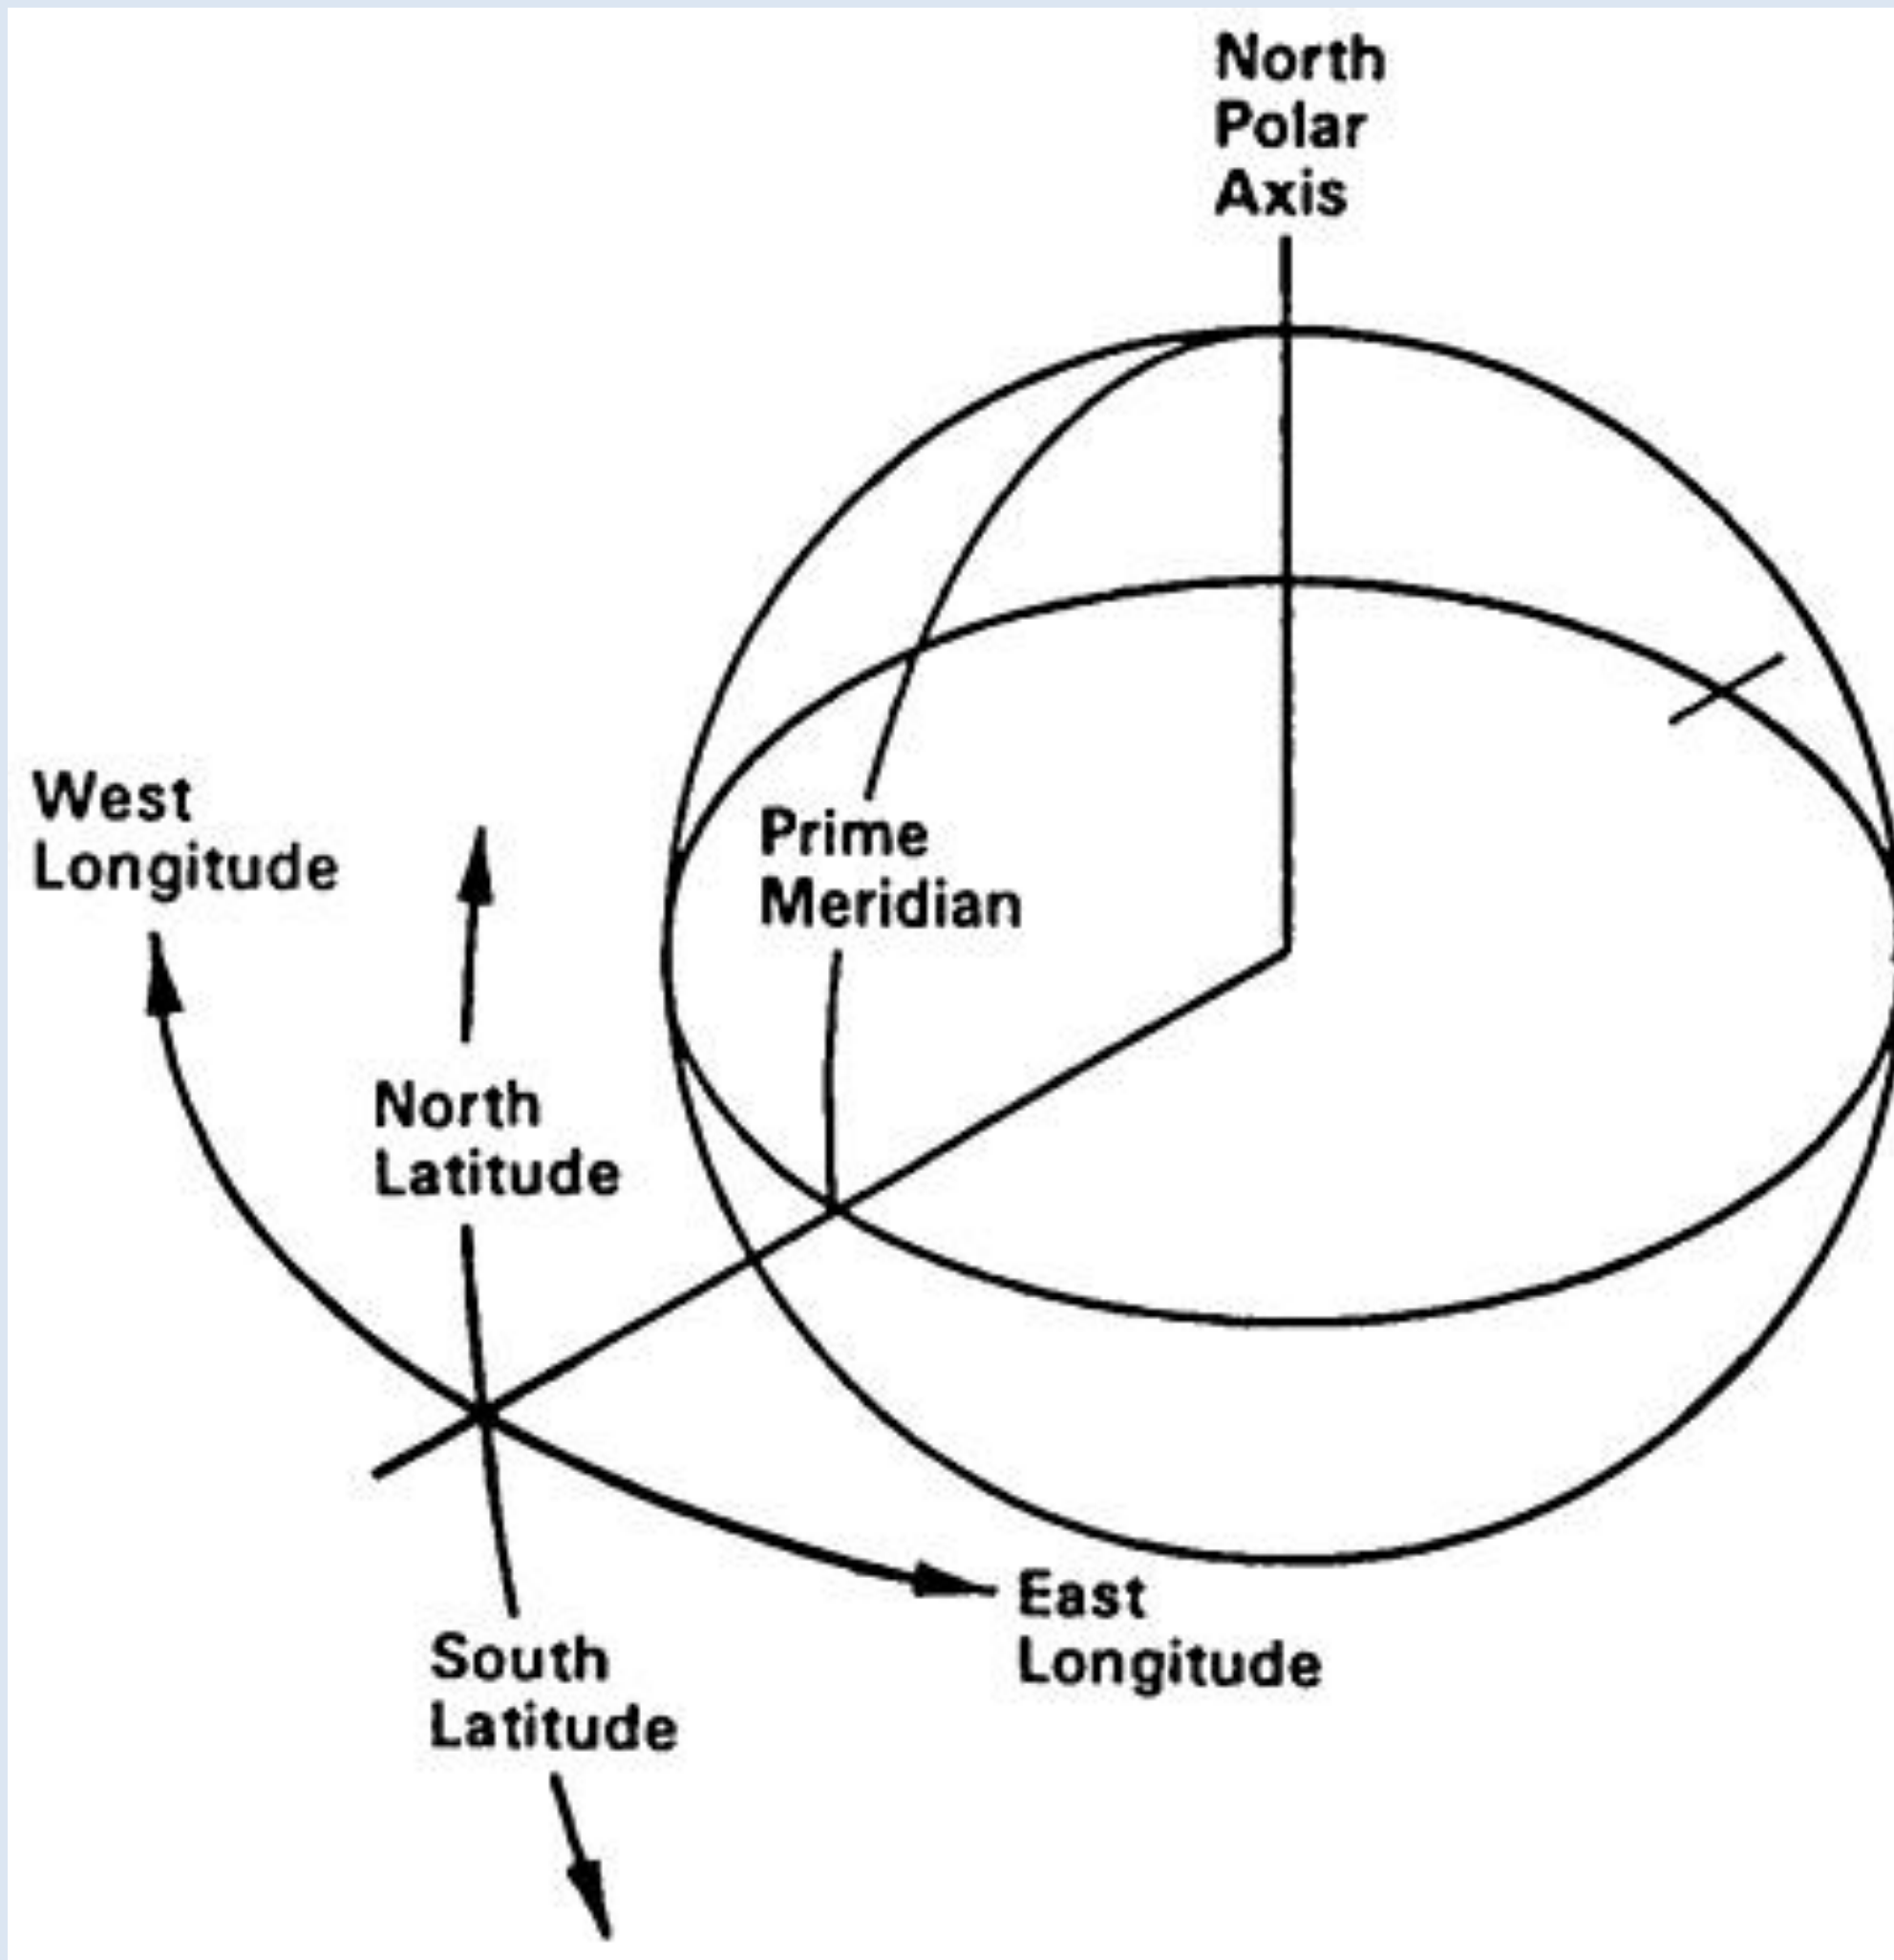 North
Polar
Axis
West
Longitude
Prime
Meridian
North
Latitude
East
Longitude
South
Latitude